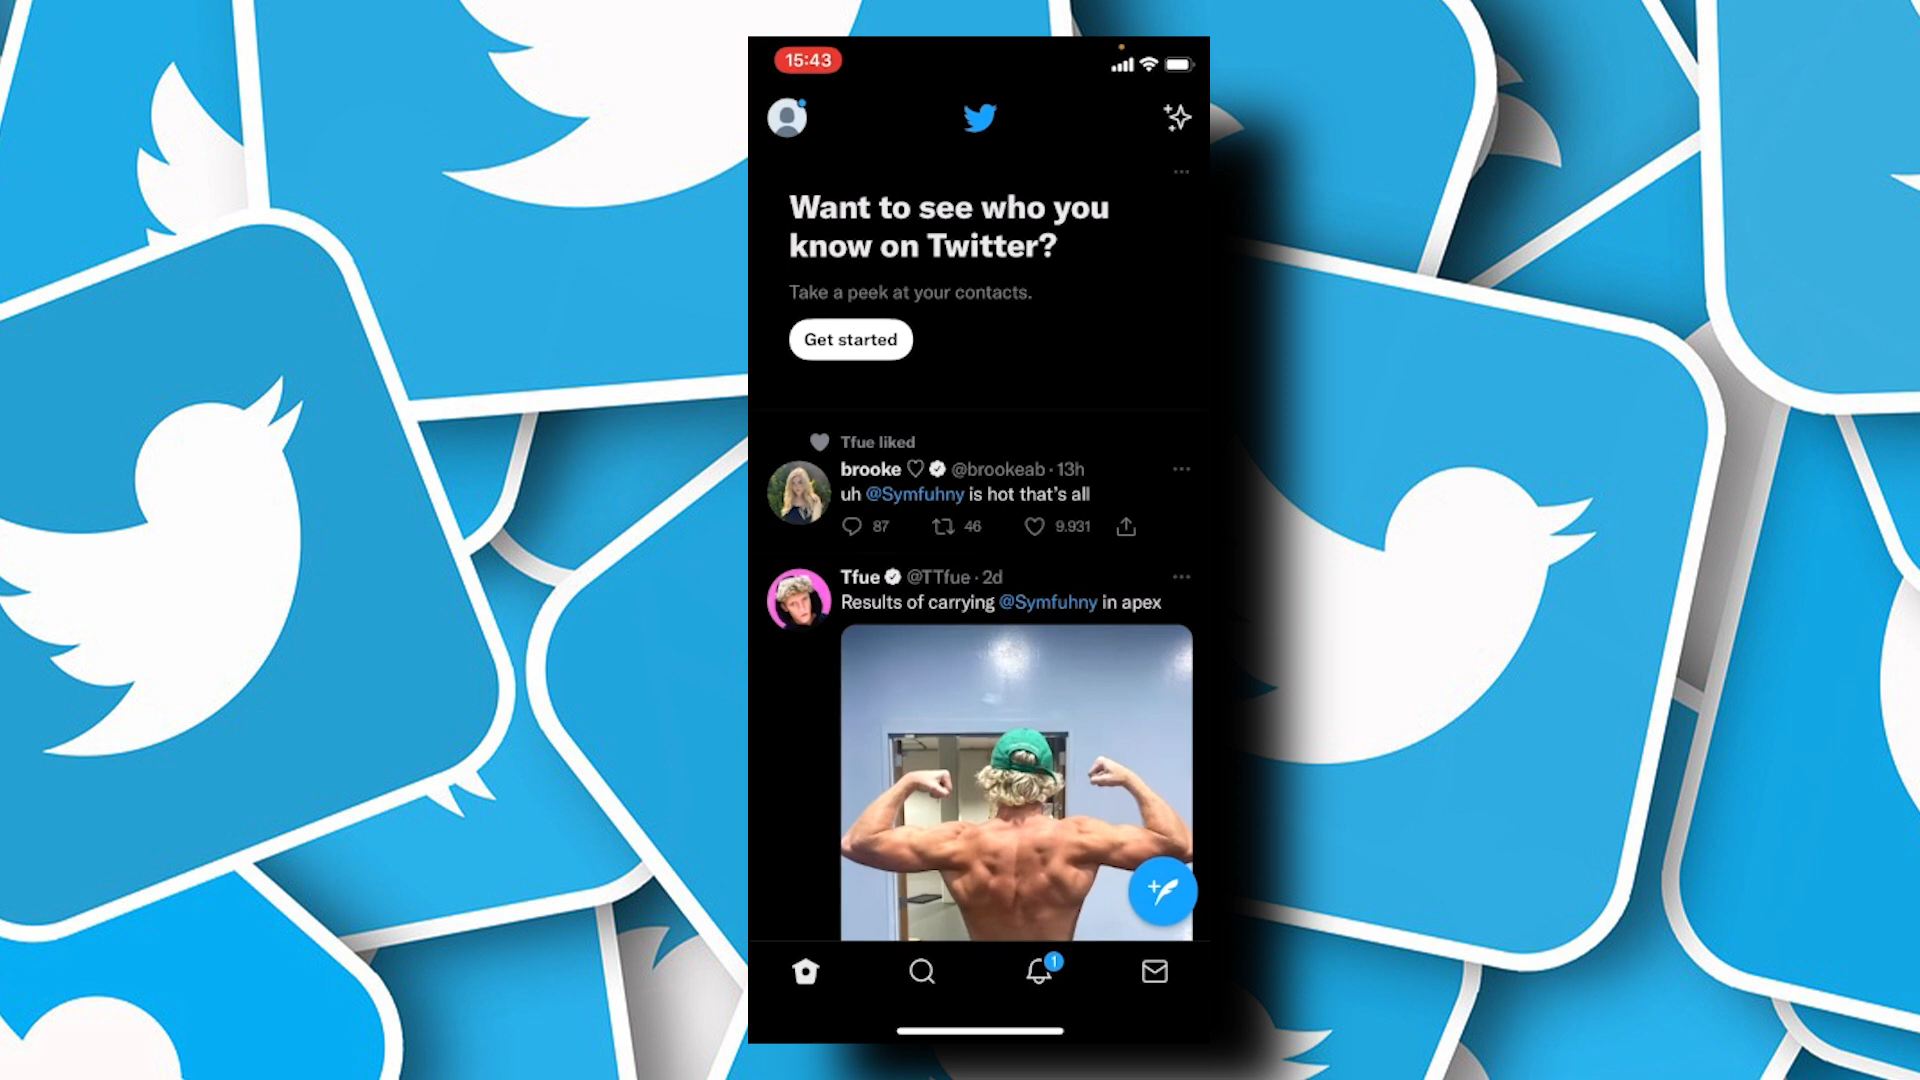 15:43
Want to see who you
know on Twitter?
Take a peek at your contacts.
Get started
Tfue liked
brooke @brookeab · 13h
uh @Symfuhny is hot that's all
87 46 9.931
Tfue @TTfue · 2d
Results of carrying @Symfuhny in apex
1